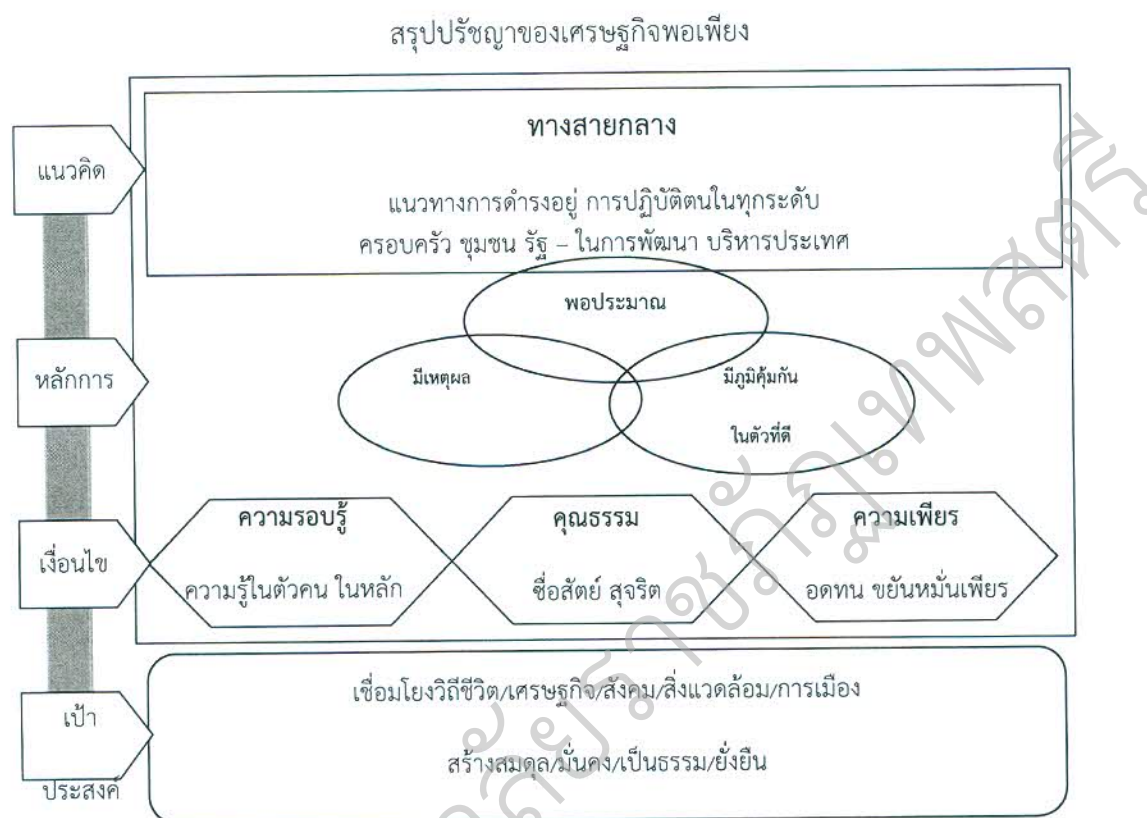 สรุปปรัชญาของเศรษฐกิจพอเพียง
แนวคิด
ทางสายกลาง
แนวทางการดำรงอยู่ การปฏิบัติตนในทุกระดับ
ครอบครัว ชุมชน รัฐ – ในการพัฒนา บริหารประเทศ
หลักการ
พอประมาณ
มีเหตุผล
มีภูมิคุ้มกัน
ในตัวที่ดี
เงื่อนไข
ความรอบรู้
ความรู้ในตัวคน ในหลัก
คุณธรรม
ซื่อสัตย์ สุจริต
ความเพียร
อดทน ขยันหมั่นเพียร
เป้า
ประสงค์
เชื่อมโยงวิถีชีวิต/เศรษฐกิจ/สังคม/สิ่งแวดล้อม/การเมือง
สร้างสมดุล/มั่นคง/เป็นธรรม/ยั่งยืน